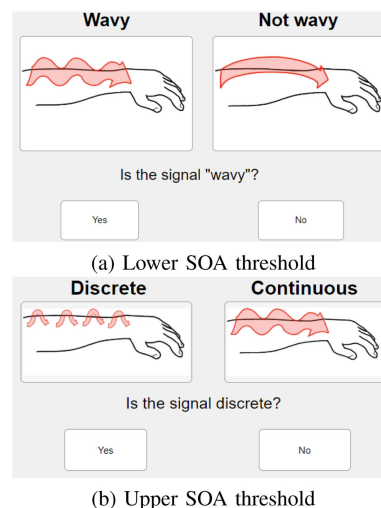 Wavy Not wavy
Is the signal "wavy"?
Yes No
(a) Lower SOA threshold
Discrete Continuous
Is the signal discrete?
Yes No
(b) Upper SOA threshold